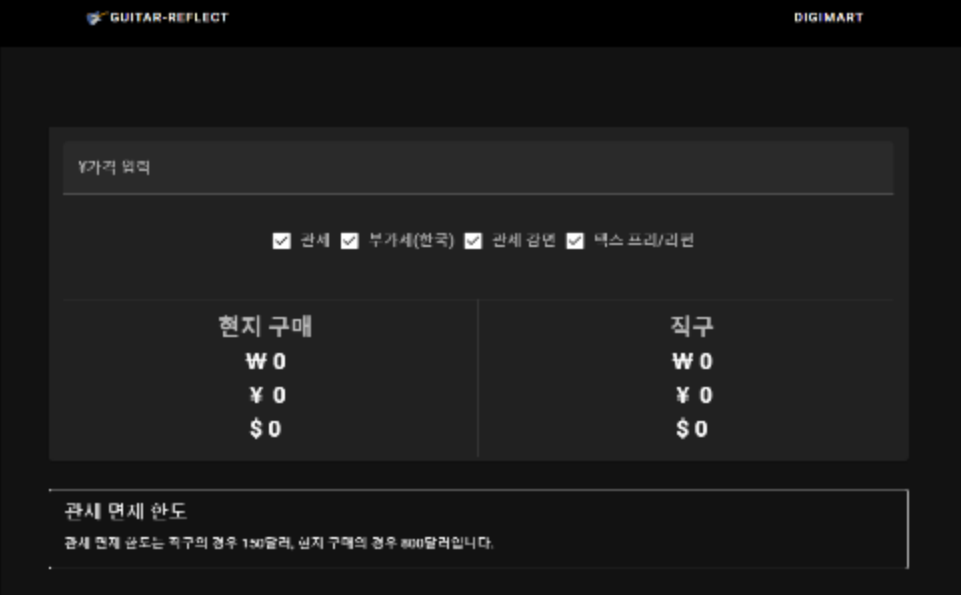 GUITAR-REFLECT
DIGIMART
¥가격 입력
관세 부가세(한국) 관세 감면 택스 프리/리펀
현지 구매
₩ 0
¥ 0
$ 0
직구
₩ 0
¥ 0
$ 0
관세 면제 한도
관세 면제 한도는 직구의 경우 150달러, 현지 구매의 경우 800달러입니다.